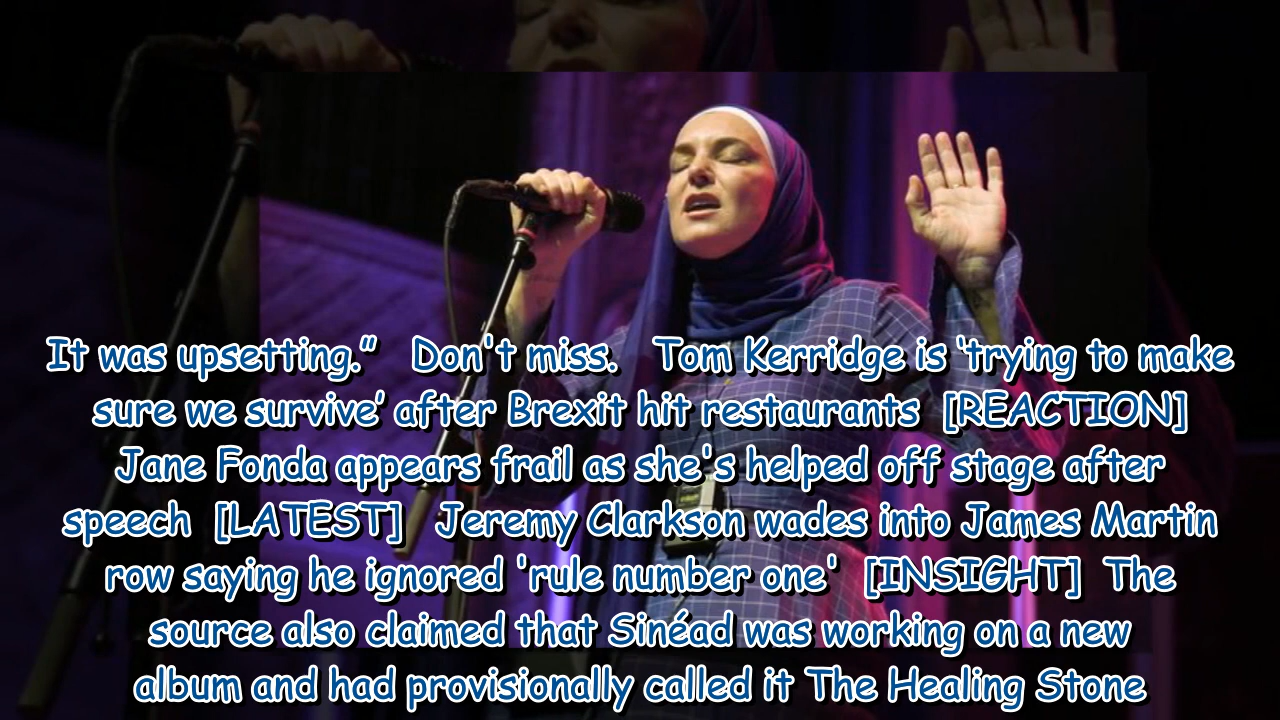 It was upsetting.” Don't miss. Tom Kerridge is ‘trying to make
sure we survive’ after Brexit hit restaurants [REACTION]
Jane Fonda appears frail as she's helped off stage after
speech [LATEST] Jeremy Clarkson wades into James Martin
row saying he ignored 'rule number one' [INSIGHT] The
source also claimed that Sinéad was working on a new
album and had provisionally called it The Healing Stone